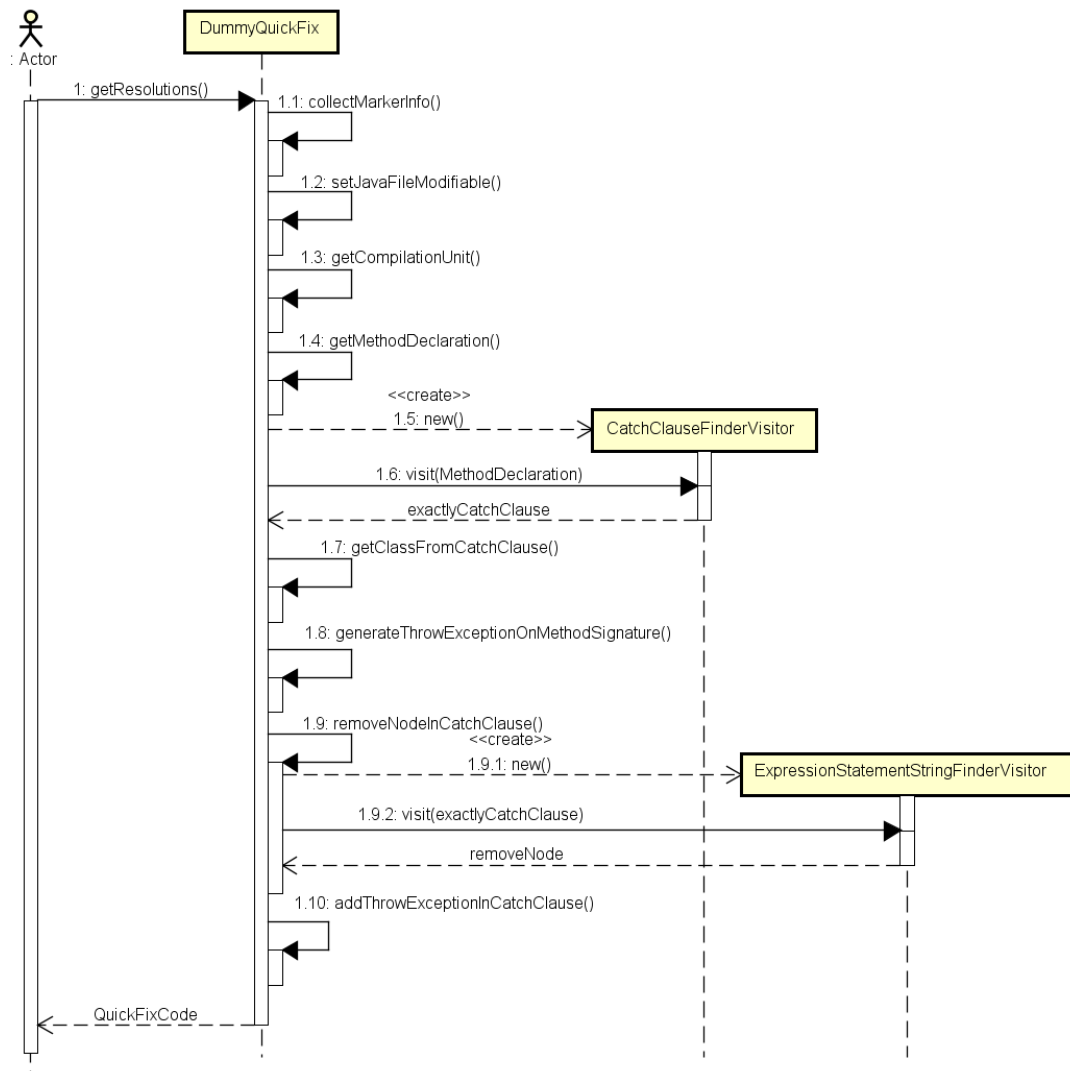 DummyQuickFix
: Actor
1: getResolutions()
1.1: collectMarkerInfo()
1.2: setJavaFileModifiable()
1.3: getCompilationUnit()
1.4: getMethodDeclaration()
<<create>>
1.5: new()
CatchClauseFinderVisitor
1.6: visit(MethodDeclaration)
exactlyCatchClause
1.7: getClassFromCatchClause()
1.8: generateThrowExceptionOnMethodSignature()
1.9: removeNodeInCatchClause()
<<create>>
1.9.1: new()
ExpressionStatementStringFinderVisitor
1.9.2: visit(exactlyCatchClause)
removeNode
1.10: addThrowExceptionInCatchClause()
QuickFixCode